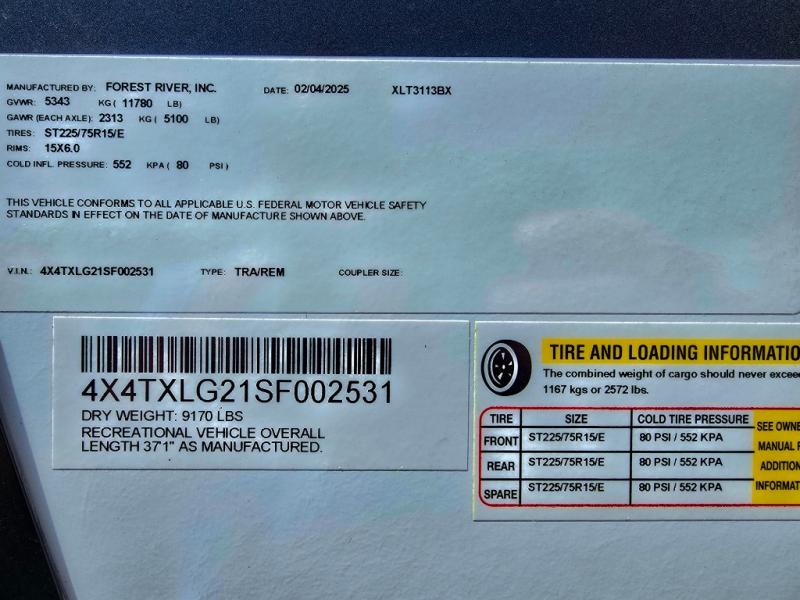 MANUFACTURED BY: FOREST RIVER, INC. DATE: 02/04/2025 XLT3113BX
GVWR: 5343 KG ( 11780 LB)
GAWR (EACH AXLE): 2313 KG ( 5100 LB)
TIRES: ST225/75R15/E
RIMS: 15X6.0
COLD INFL. PRESSURE: 552 KPA ( 80 PSI )
THIS VEHICLE CONFORMS TO ALL APPLICABLE U.S. FEDERAL MOTOR VEHICLE SAFETY
STANDARDS IN EFFECT ON THE DATE OF MANUFACTURE SHOWN ABOVE.
V.I.N.: 4X4TXLG21SF002531 TYPE: TRA/REM COUPLER SIZE:
4X4TXLG21SF002531
DRY WEIGHT: 9170 LBS
RECREATIONAL VEHICLE OVERALL
LENGTH 37'1" AS MANUFACTURED.
TIRE AND LOADING INFORMATIO
The combined weight of cargo should never excee
1167 kgs or 2572 lbs.
TIRE SIZE COLD TIRE PRESSURE
FRONT ST225/75R15/E 80 PSI / 552 KPA
REAR ST225/75R15/E 80 PSI / 552 KPA
SPARE ST225/75R15/E 80 PSI / 552 KPA
SEE OWNE
MANUAL F
ADDITION
INFORMAT